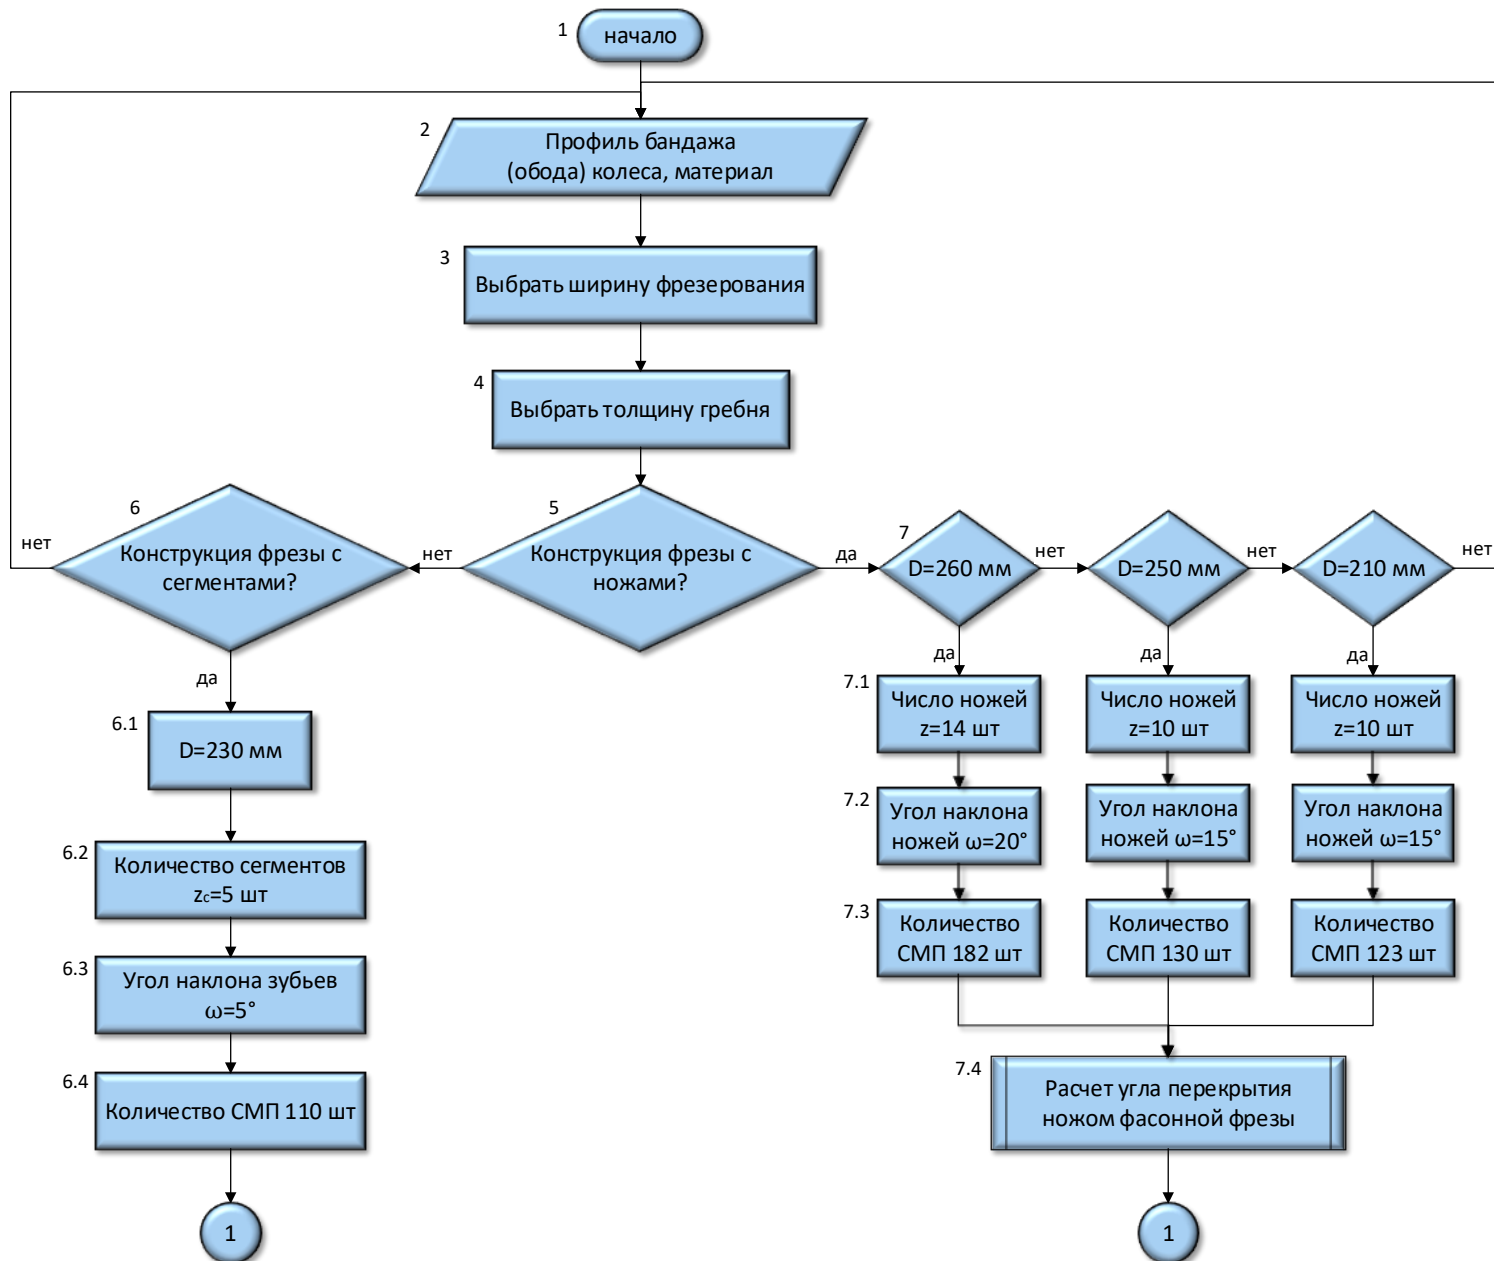 1
начало
2
Профиль бандажа
(обода) колеса, материал
3
Выбрать ширину фрезерования
4
Выбрать толщину гребня
5
Конструкция фрезы с
ножами?
нет
да
6
Конструкция фрезы с
сегментами?
нет
да
6.1
D=230 мм
6.2
Количество сегментов
zс=5 шт
6.3
Угол наклона зубьев
ω=5°
6.4
Количество СМП 110 шт
1
7
D=260 мм
нет
D=250 мм
нет
D=210 мм
нет
да
да
да
7.1
Число ножей
z=14 шт
Число ножей
z=10 шт
Число ножей
z=10 шт
7.2
Угол наклона
ножей ω=20°
Угол наклона
ножей ω=15°
Угол наклона
ножей ω=15°
7.3
Количество
СМП 182 шт
Количество
СМП 130 шт
Количество
СМП 123 шт
7.4
Расчет угла перекрытия
ножом фасонной фрезы
1